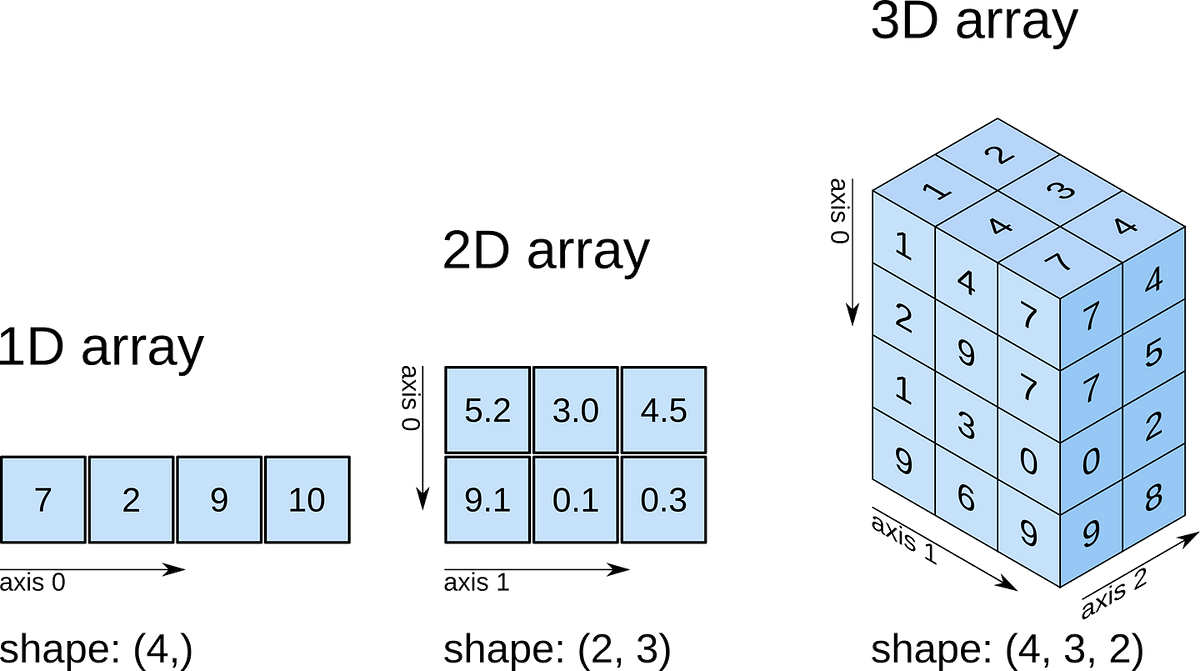 1D array
7 2 9 10
axis 0
shape: (4,)
2D array
axis 0
5.2 3.0 4.5
9.1 0.1 0.3
axis 1
shape: (2, 3)
3D array
axis 0
2
1 3
4 4
7
1 4 7 7 4
2 9 7 7 5
1 3 0 0 2
9 6 9 9 8
axis 1
axis 2
shape: (4, 3, 2)